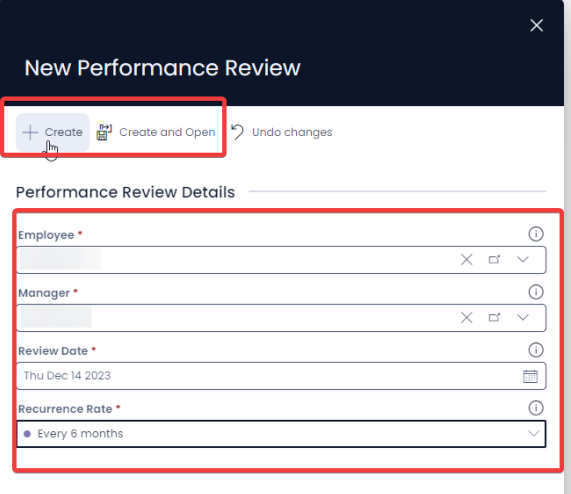 New Performance Review
Create Create and Open Undo changes
Performance Review Details
Employee *
Manager *
Review Date *
Thu Dec 14 2023
Recurrence Rate *
Every 6 months